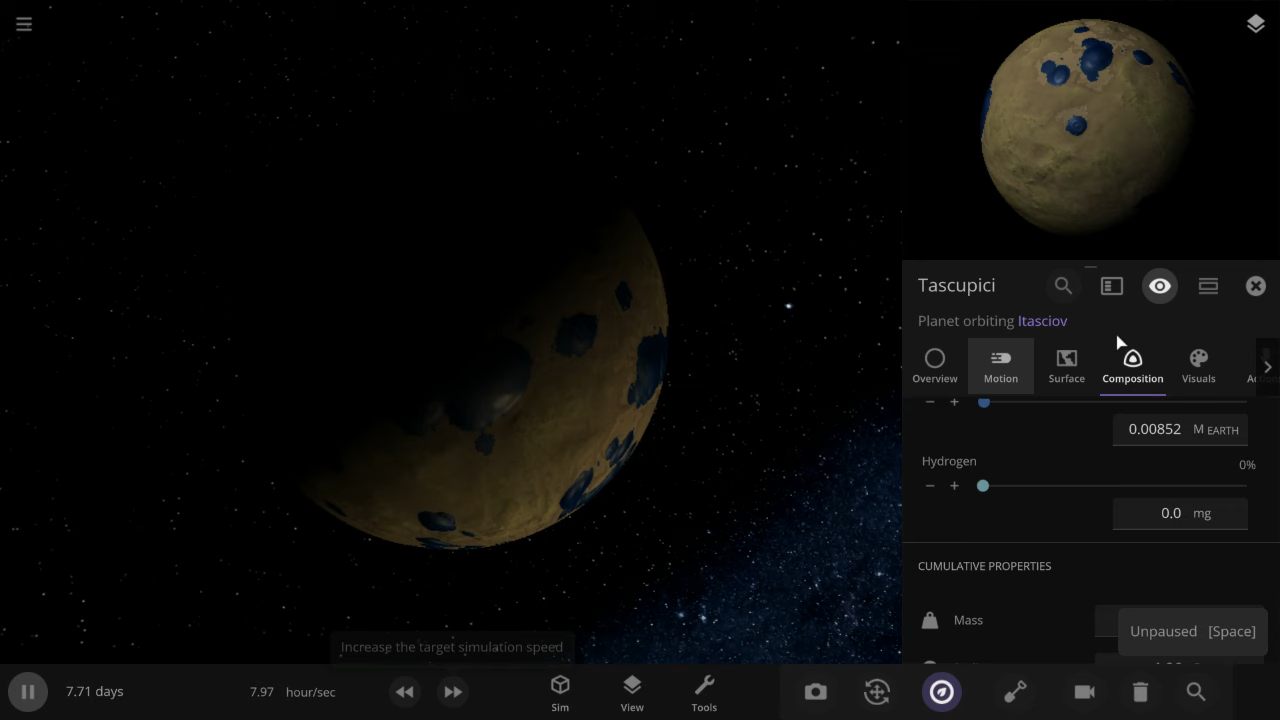 Tascupici
Planet orbiting Itasciov
Overview
Motion
Surface
Composition
Visuals
0.00852 M EARTH
Hydrogen
0%
0.0 mg
CUMULATIVE PROPERTIES
Mass
Unpaused [Space]
Increase the target simulation speed
7.71 days
7.97 hour/sec
Sim
View
Tools